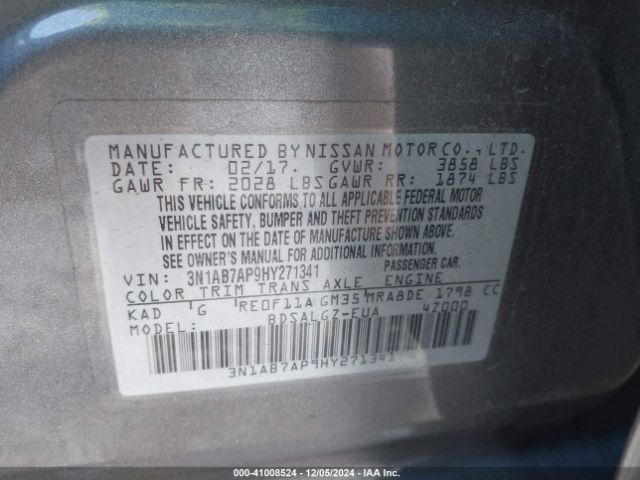 MANUFACTURED BY NISSAN MOTOR CO., LTD.
DATE: 02/17. GVWR: 3858 LBS
GAWR FR: 2028 LBS GAWR RR: 1874 LBS
THIS VEHICLE CONFORMS TO ALL APPLICABLE FEDERAL MOTOR
VEHICLE SAFETY, BUMPER AND THEFT PREVENTION STANDARDS
IN EFFECT ON THE DATE OF MANUFACTURE SHOWN ABOVE.
SEE OWNER'S MANUAL FOR ADDITIONAL INFORMATION.
VIN: 3N1AB7AP9HY271341 PASSENGER CAR.
COLOR TRIM TRANS AXLE ENGINE
KAD G RE0F11A GM35 MRA8DE 1798 CC
MODEL: BDSALGZ-EUA 4Z000
3N1AB7AP9HY271341
000-41008524 | 12/05/2024 - IAA Inc.